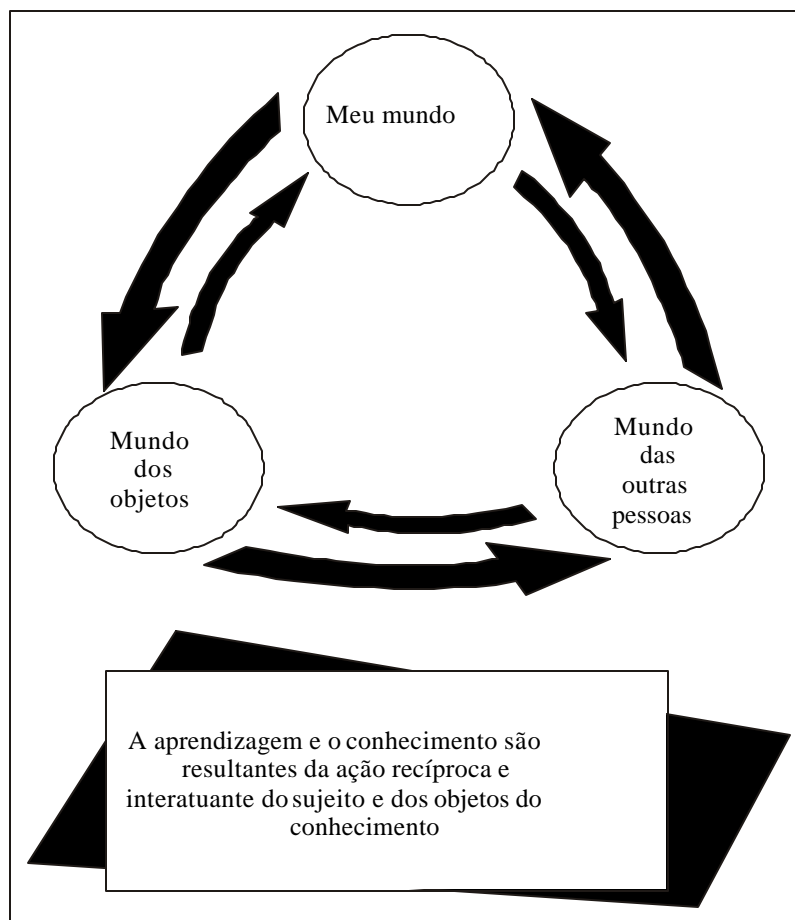 Meu mundo
Mundo
dos
objetos
Mundo
das
outras
pessoas
A aprendizagem e o conhecimento são
resultantes da ação recíproca e
interatuante do sujeito e dos objetos do
conhecimento